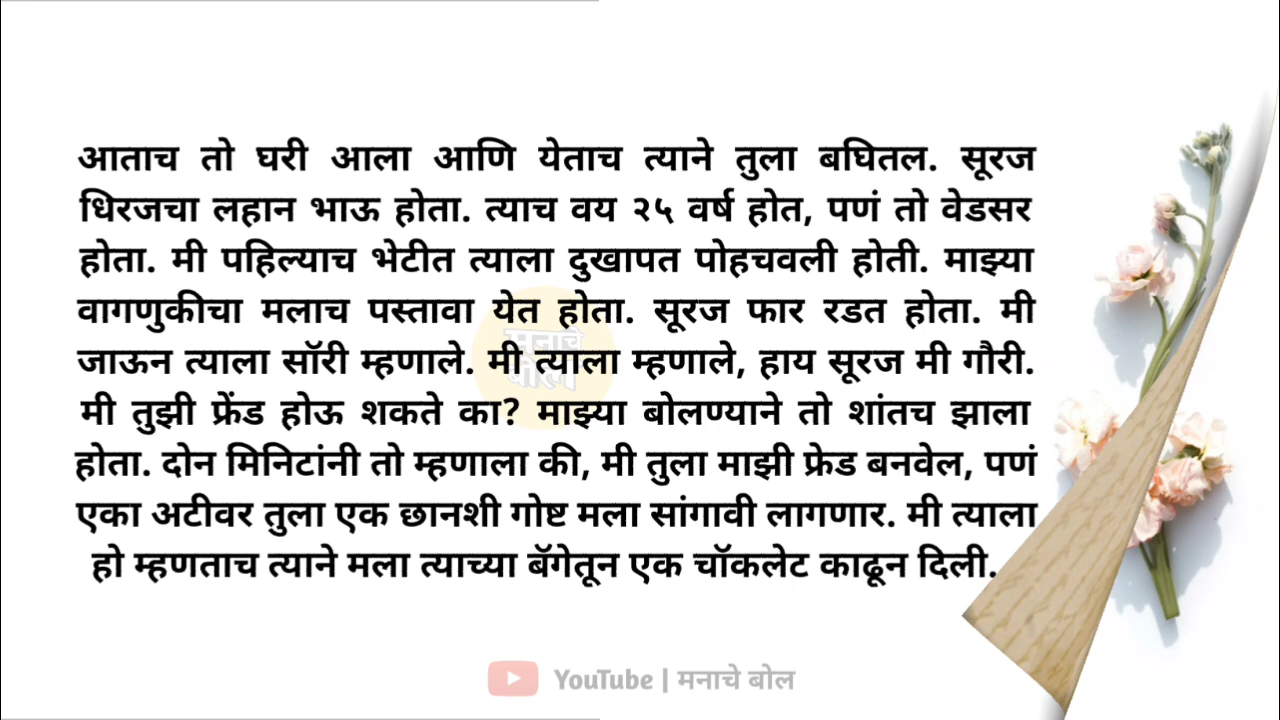 आताच तो घरी आला आणि येताच त्याने तुला बघितल. सूरज
धिरजचा लहान भाऊ होता. त्याच वय २५ वर्ष होत, पणं तो वेडसर
होता. मी पहिल्याच भेटीत त्याला दुखापत पोहचवली होती. माझ्या
वागणुकीचा मलाच पस्तावा येत होता. सूरज फार रडत होता. मी
जाऊन त्याला सॉरी म्हणाले. मी त्याला म्हणाले, हाय सूरज मी गौरी.
मी तुझी फ्रेंड होऊ शकते का? माझ्या बोलण्याने तो शांतच झाला
होता. दोन मिनिटांनी तो म्हणाला की, मी तुला माझी फ्रेड बनवेल, पणं
एका अटीवर तुला एक छानशी गोष्ट मला सांगावी लागणार. मी त्याला
हो म्हणताच त्याने मला त्याच्या बॅगेतून एक चॉकलेट काढून दिली.
मनाचे
बोल
YouTube | मनाचे बोल